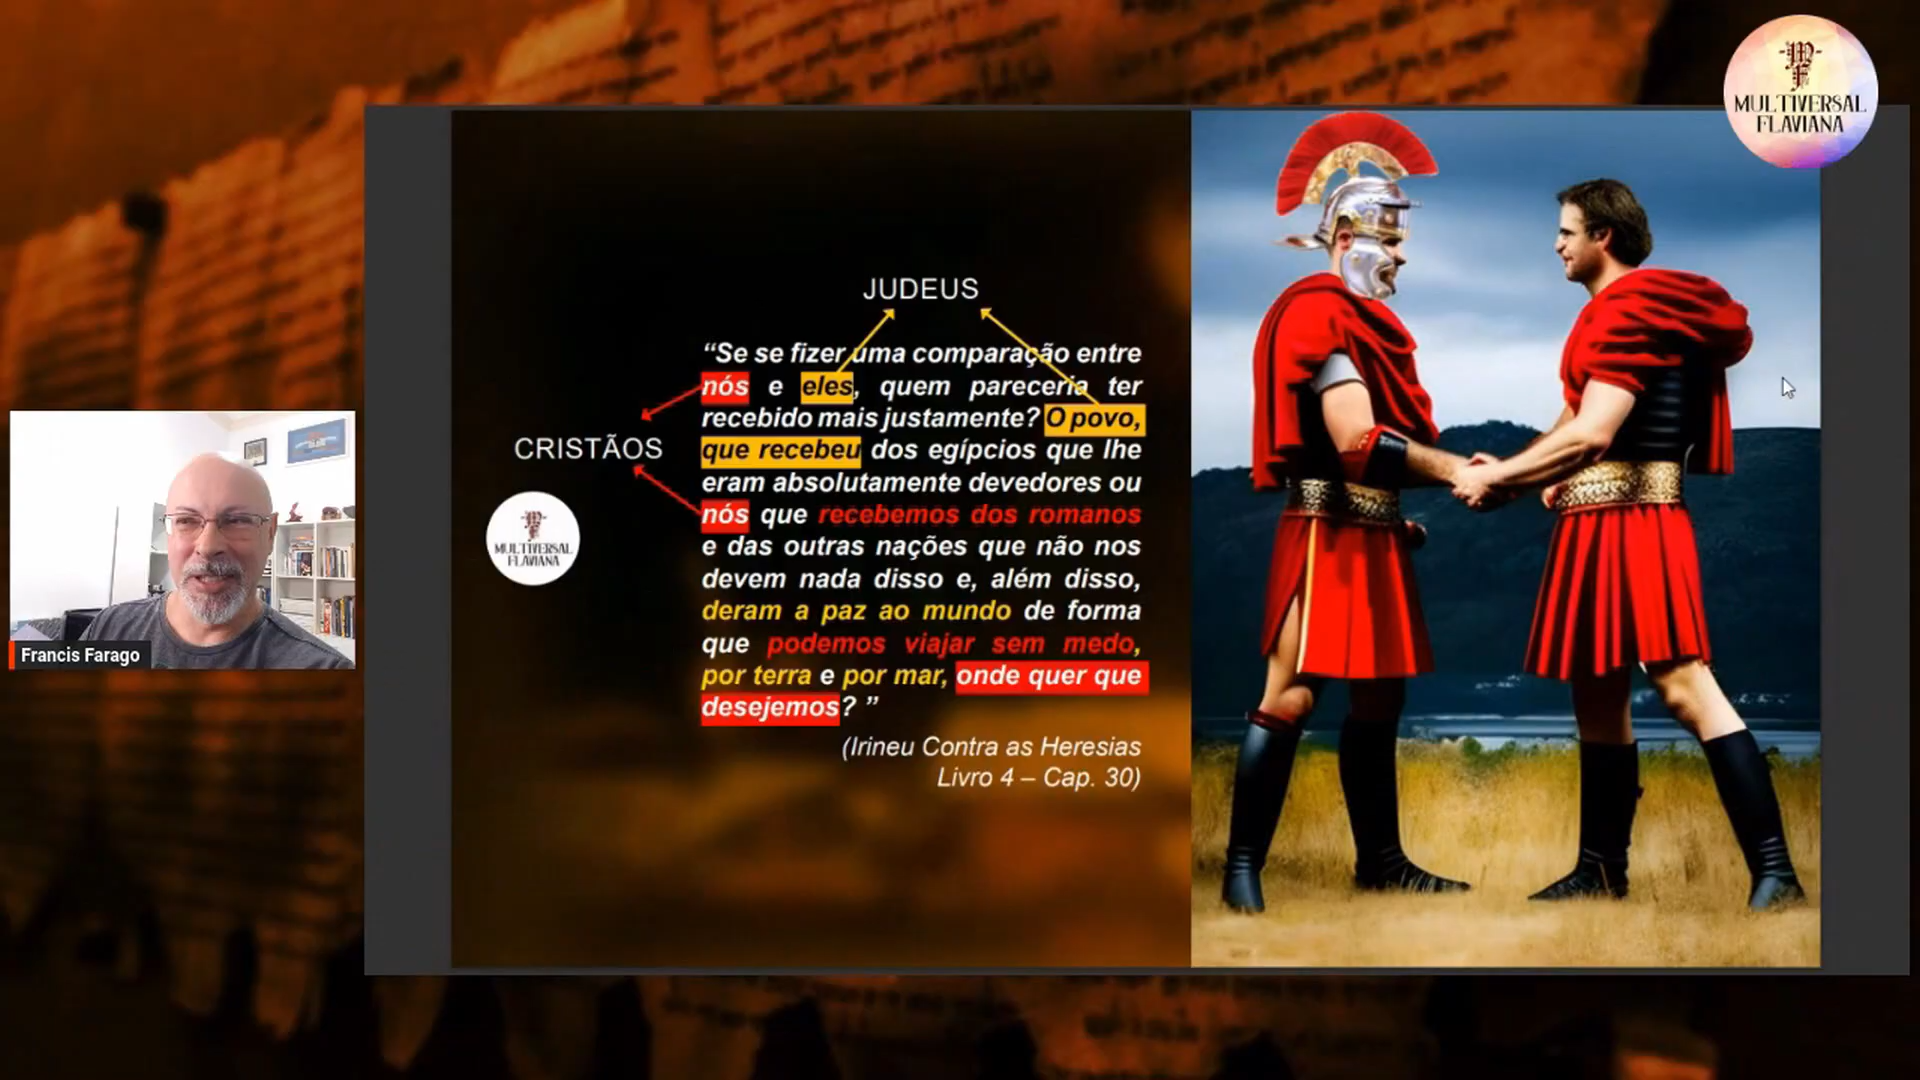 MULTIVERSAL
FLAVIANA
JUDEUS
“Se se fizer uma comparação entre
nós e eles, quem pareceria ter
recebido mais justamente? O povo,
que recebeu dos egípcios que lhe
eram absolutamente devedores ou
nós que recebemos dos romanos
e das outras nações que não nos
devem nada disso e, além disso,
deram a paz ao mundo de forma
que podemos viajar sem medo,
por terra e por mar, onde quer que
desejemos? ”
(Irineu Contra as Heresias
Livro 4 – Cap. 30)
CRISTÃOS
MULTIVERSAL
FLAVIANA
Francis Farago